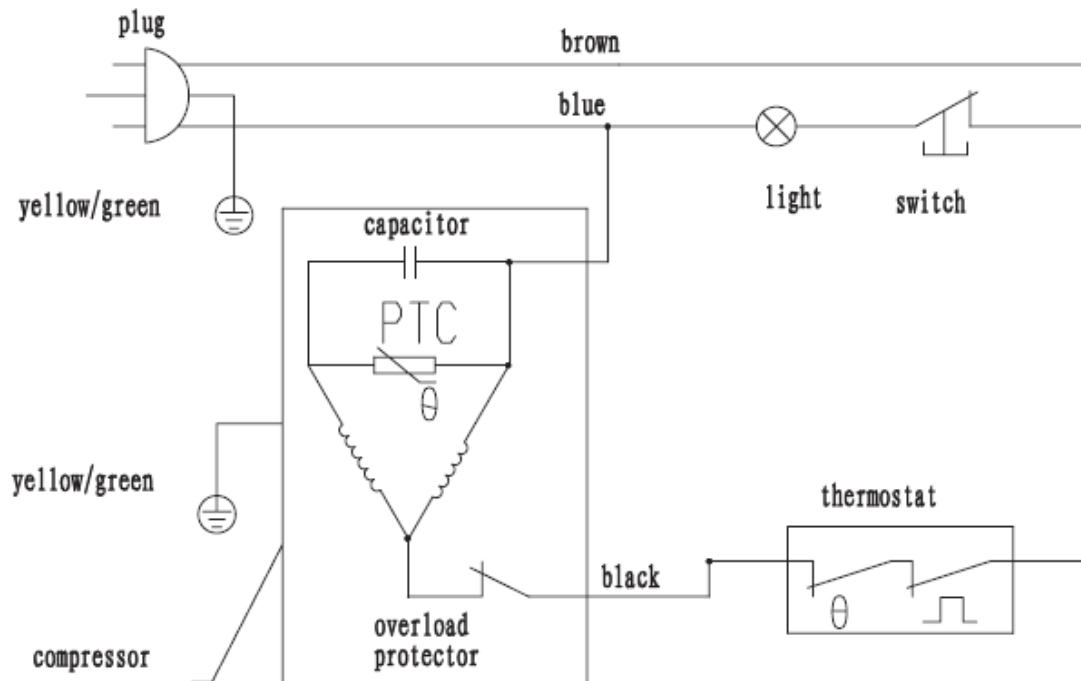 plug
brown
blue
yellow/green
light
switch
capacitor
PTC
θ
yellow/green
thermostat
black
θ
overload
protector
compressor